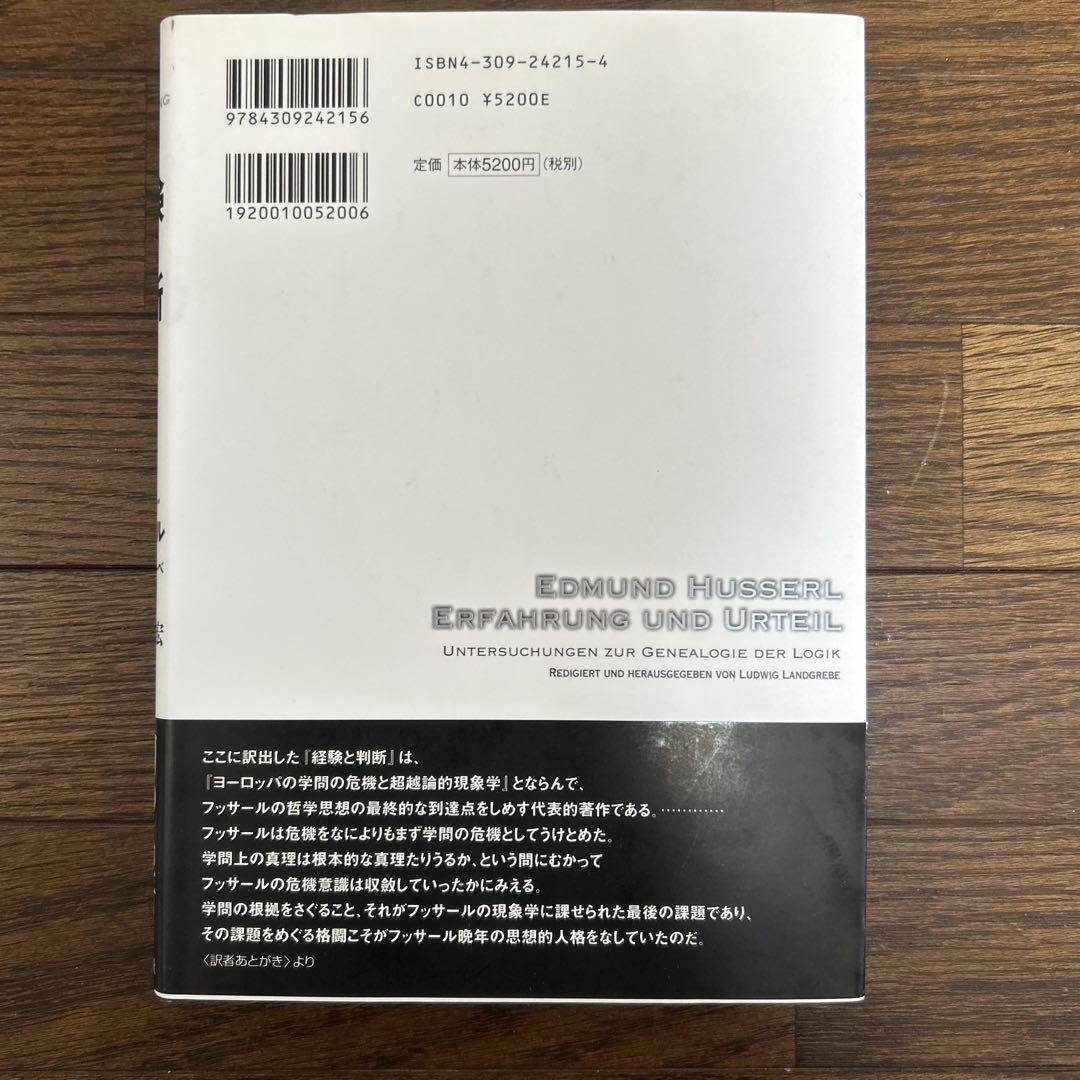 ISBN4-309-24215-4
C0010 ¥5200E
9784309242156
定価 本体5200円(税別)
1920010052006
断
ル
EDMUND HUSSERL
ERFAHRUNG UND URTEIL
UNTERSUCHUNGEN ZUR GENEALOGIE DER LOGIK
REDIGIERT UND HERAUSGEGEBEN VON LUDWIG LANDGREBE
ここに訳出した『経験と判断』は、
『ヨーロッパの学問の危機と超越論的現象学』とならんで、
フッサールの哲学思想の最終的な到達点をしめす代表的著作である。…………
フッサールは危機をなによりもまず学問の危機としてうけとめた。
学問上の真理は根本的な真理たりうるか、という問にむかって
フッサールの危機意識は収斂していったかにみえる。
学問の根拠をさぐること、それがフッサールの現象学に課せられた最後の課題であり、
その課題をめぐる格闘こそがフッサール晩年の思想的人格をなしていたのだ。
〈訳者あとがき〉より